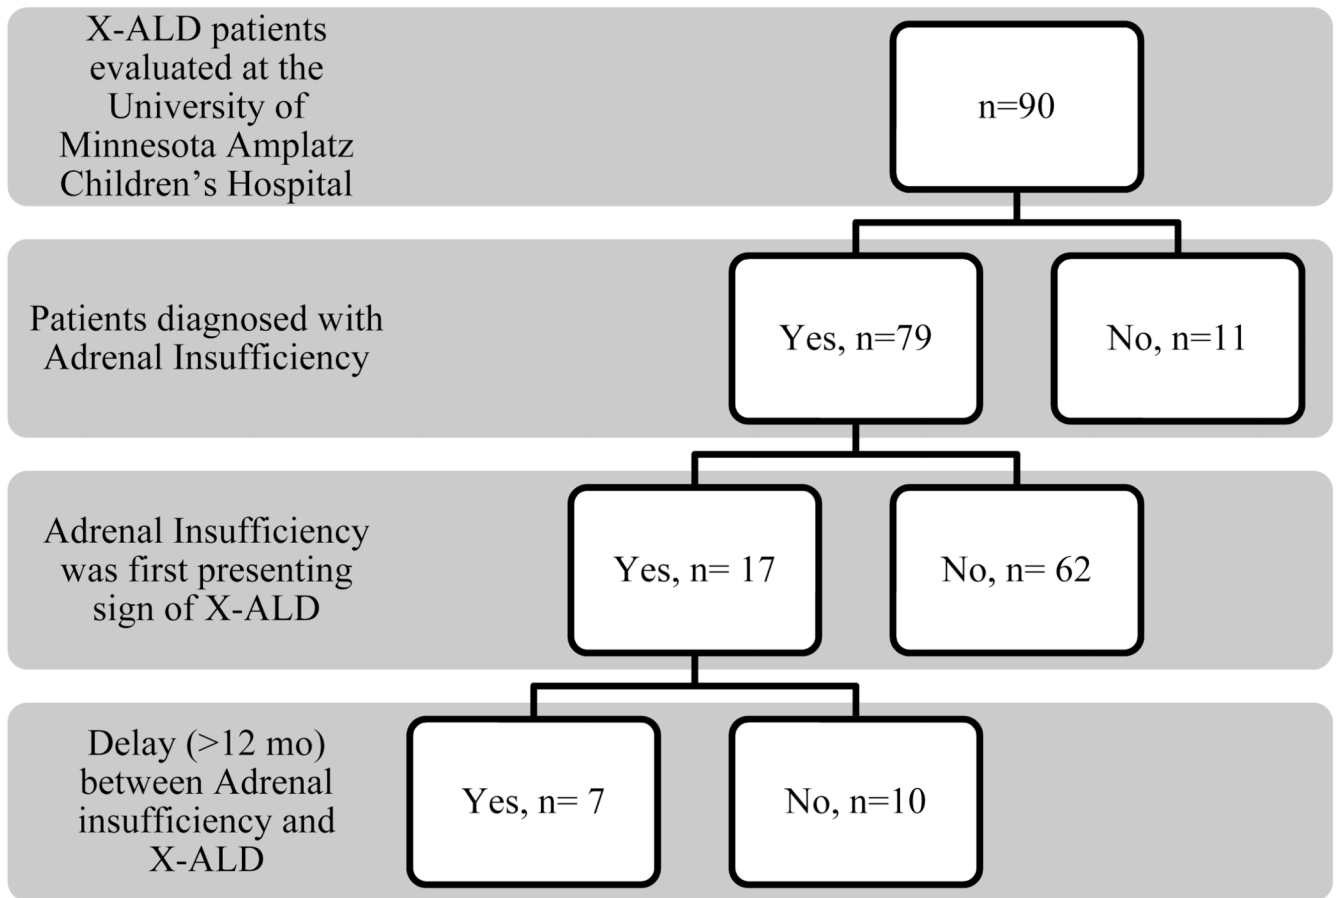 X-ALD patients
evaluated at the
University of
Minnesota Amplatz
Children’s Hospital
n=90
Patients diagnosed with
Adrenal Insufficiency
Yes, n=79
No, n=11
Adrenal Insufficiency
was first presenting
sign of X-ALD
Yes, n= 17
No, n= 62
Delay (>12 mo)
between Adrenal
insufficiency and
X-ALD
Yes, n= 7
No, n=10